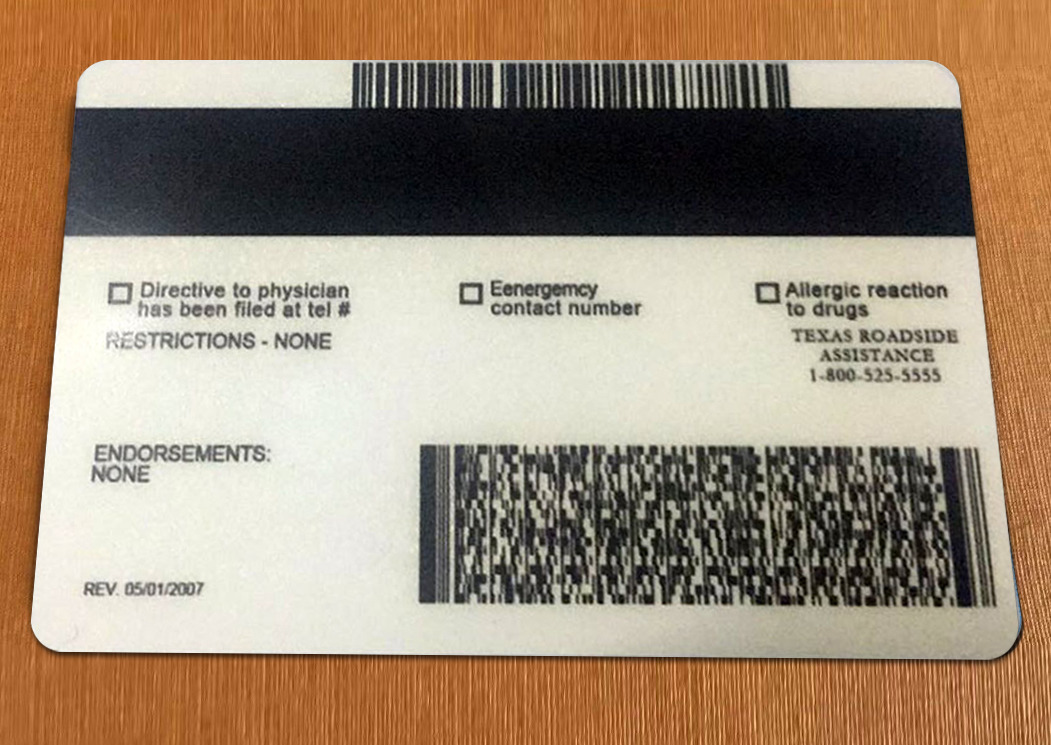 Directive to physician
has been filed at tel #
Eenergemcy
contact number
Allergic reaction
to drugs
RESTRICTIONS - NONE
TEXAS ROADSIDE
ASSISTANCE
1-800-525-5555
ENDORSEMENTS:
NONE
REV. 05/01/2007